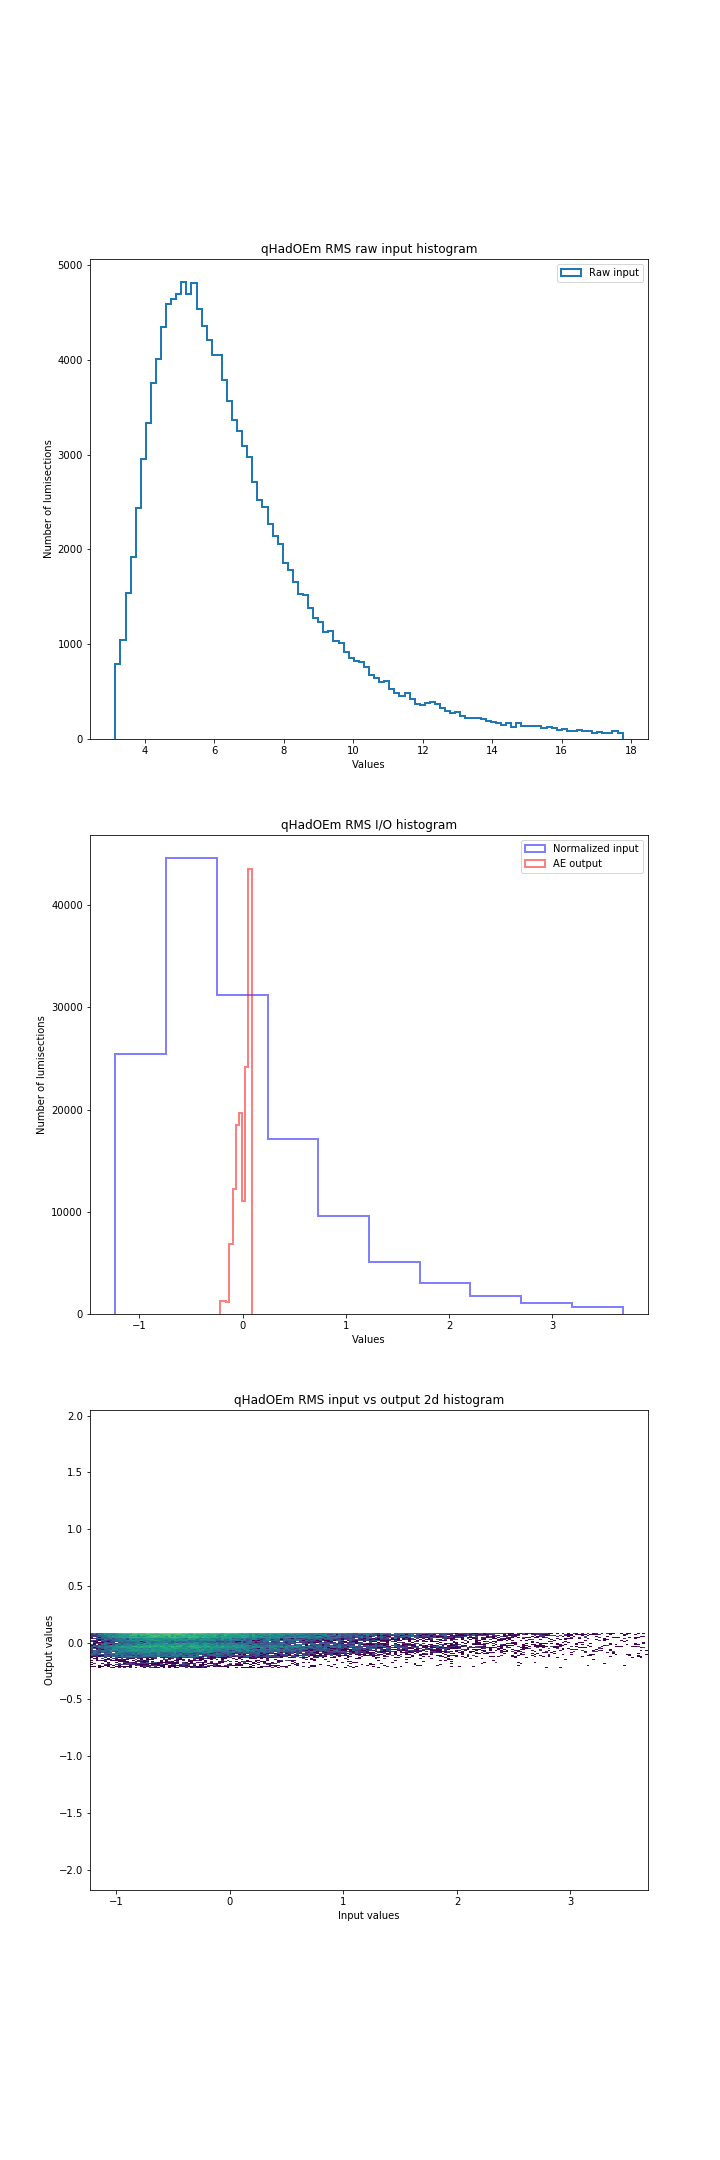 qHadOEm RMS raw input histogram
Raw input
5000
4000
3000
2000
1000
0
Number of lumisections
4 6 8 10 12 14 16 18
Values
qHadOEm RMS I/O histogram
Normalized input
AE output
40000
30000
20000
10000
0
Number of lumisections
−1 0 1 2 3
Values
qHadOEm RMS input vs output 2d histogram
2.0
1.5
1.0
0.5
0.0
−0.5
−1.0
−1.5
−2.0
Output values
−1 0 1 2 3
Input values